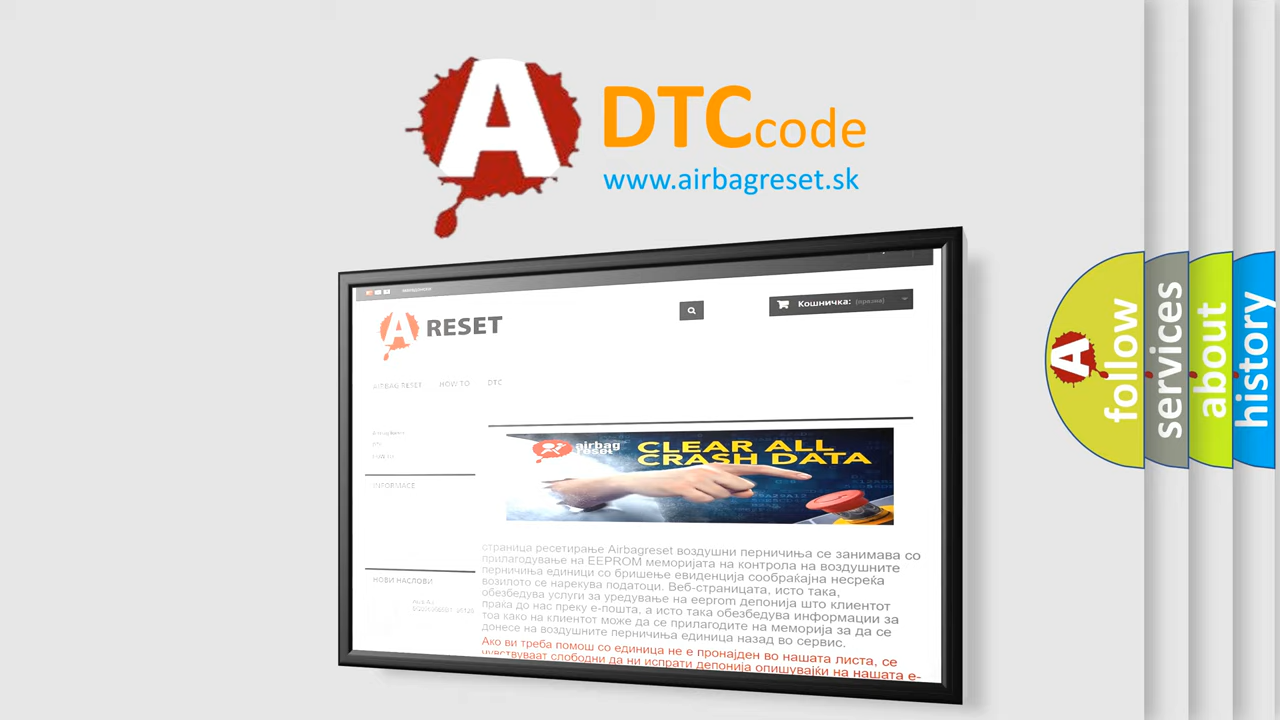 A
DTCcode
www.airbagreset.sk
A RESET
Кошничка: (празна)
AIRBAG RESET HOW TO DTC
INFORMACE
НОВИ НАСЛОВИ
airbag
reset
CLEAR ALL
CRASH DATA
страница ресетирање Airbagreset воздушни перничиња се занимава со
прилагодување на EEPROM меморијата на контрола на воздушните
перничиња единици со бришење евиденција сообраќајна несреќа
возилото се нарекува податоци. Веб-страницата, исто така,
обезбедува услуги за уредување на eeprom депонија што клиентот
праќа до нас преку е-пошта, а исто така обезбедува информации за
тоа како на клиентот може да се прилагодите на меморија за да се
донесе на воздушните перничиња единица назад во сервис.
Ако ви треба помош со единица не е пронајден во нашата листа, се
чувствуваат слободни да ни испрати депонија опишувајќи на нашата е-
A
follow
services
about
history